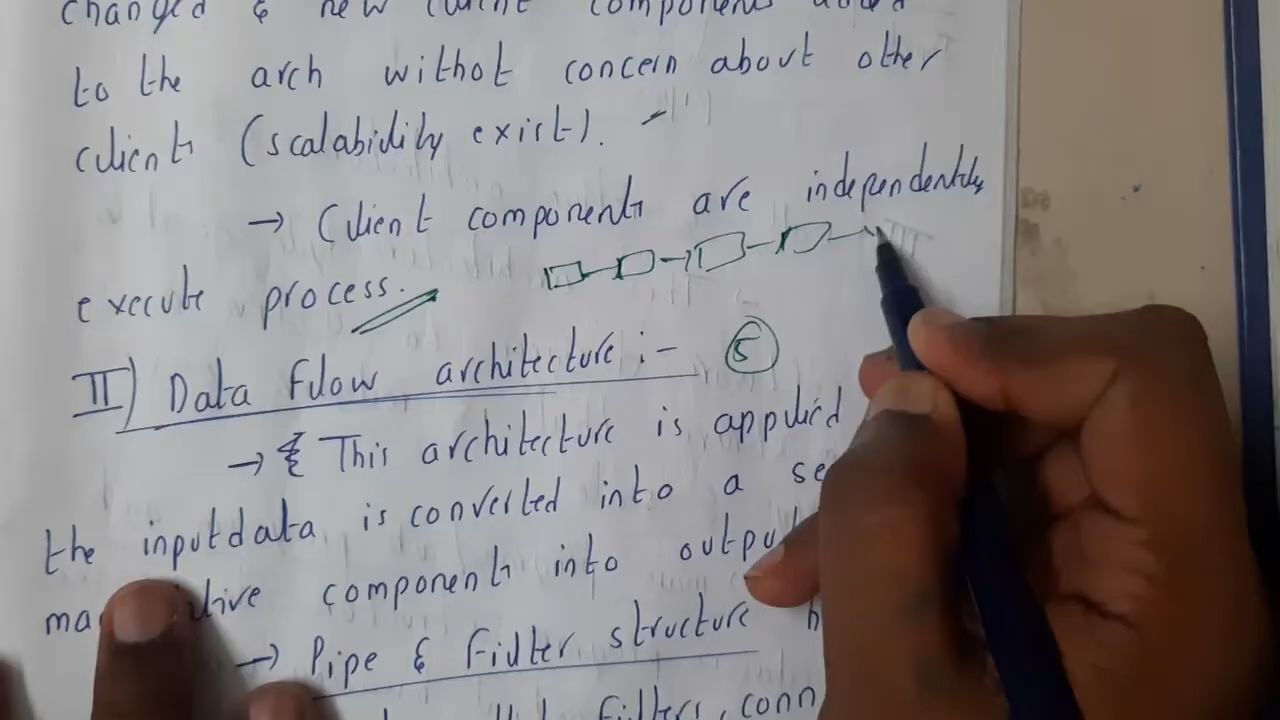 changed & new client components added
to the arch withot concern about other
client (scalability exist).
→ Client components are independently
execute process.
II) Data Flow architecture :- 5
→ This architecture is applied
the inputdata is converted into a se
component into outpu
→ Pipe & Filter structure h
filters, conn